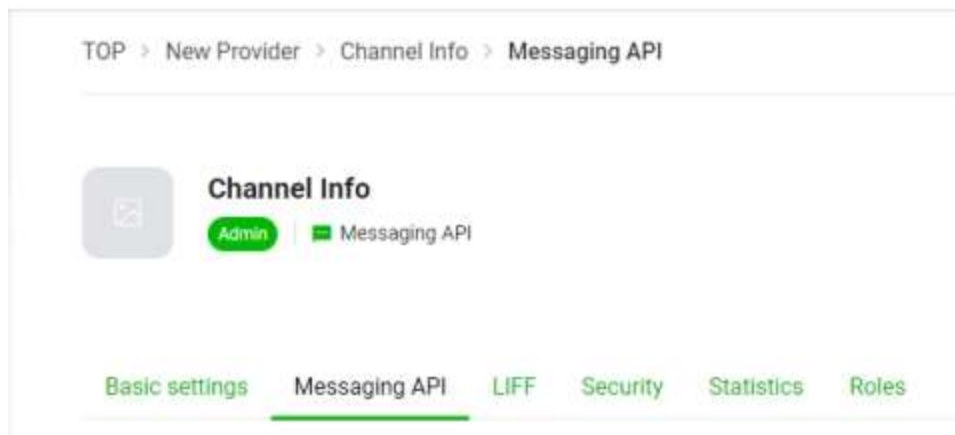 TOP > New Provider > Channel Info > Messaging API
Channel Info
Admin Messaging API
Basic settings Messaging API LIFF Security Statistics Roles